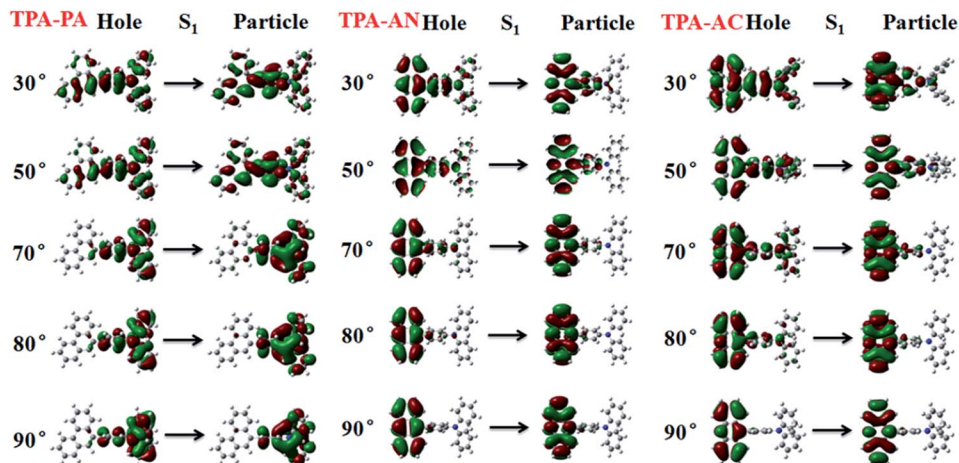 TPA-PA Hole S₁ Particle TPA-AN Hole S₁ Particle TPA-AC Hole S₁ Particle
30° 30° 30°
50° 50° 50°
70° 70° 70°
80° 80° 80°
90° 90° 90°